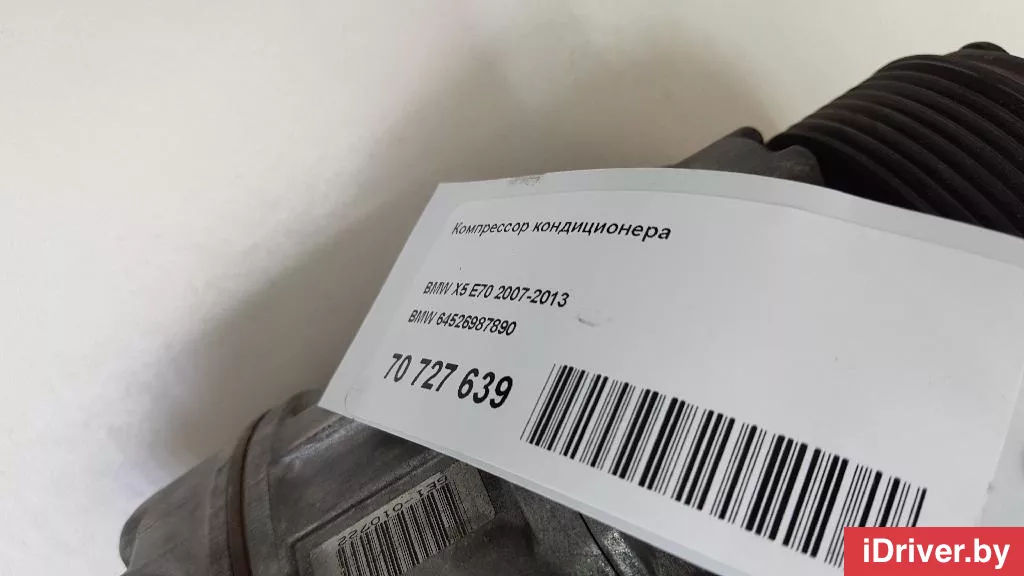 Компрессор кондиционера
BMW X5 E70 2007-2013
BMW 64526987890
70 727 639
iDriver.by